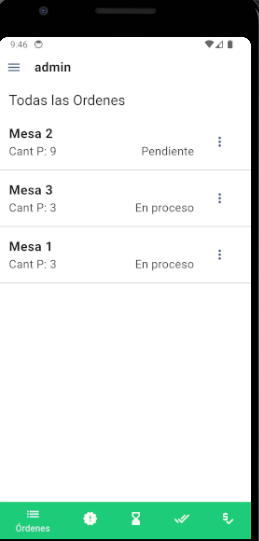 9:46
admin
Todas las Ordenes
Mesa 2
Cant P: 9 Pendiente
Mesa 3
Cant P: 3 En proceso
Mesa 1
Cant P: 3 En proceso
Órdenes